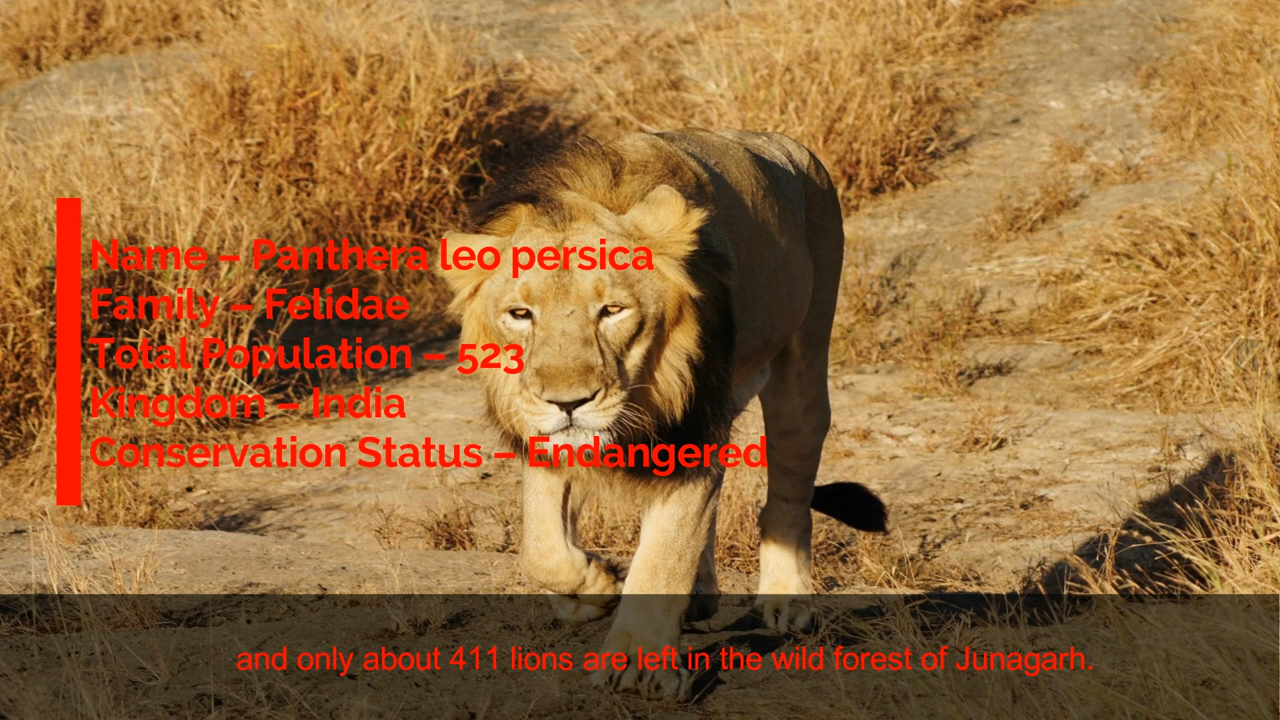 Name – Panthera leo persica
Family – Felidae
Total Population – 523
Kingdom – India
Conservation Status – Endangered
and only about 411 lions are left in the wild forest of Junagarh.